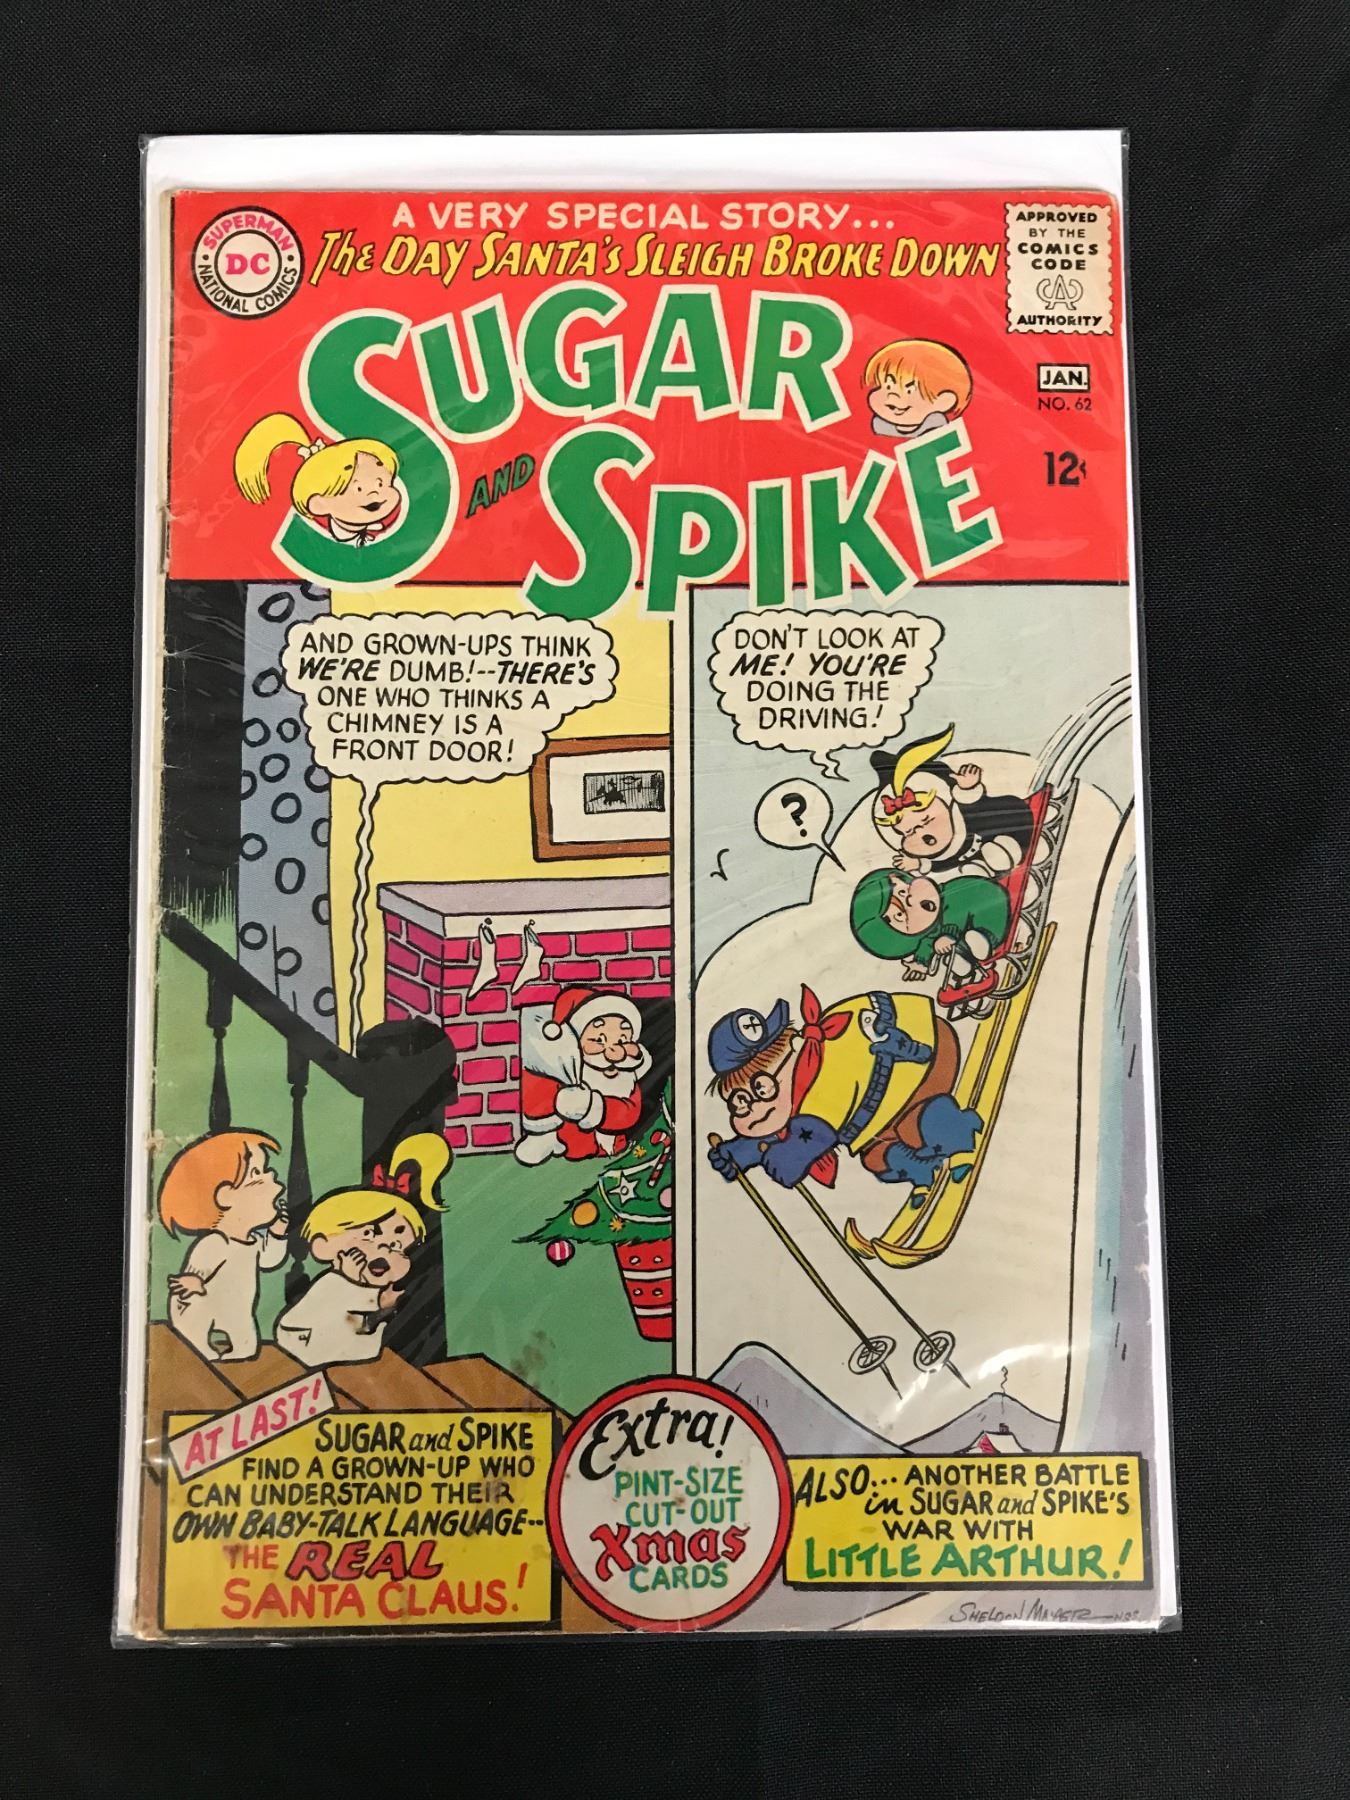 A VERY SPECIAL STORY...
THE DAY SANTA'S SLEIGH BROKE DOWN
SUPERMAN
DC
NATIONAL COMICS
APPROVED
BY THE
COMICS
CODE
CA
AUTHORITY
SUGAR
AND SPIKE
JAN.
NO. 62
12¢
AND GROWN-UPS THINK
WE'RE DUMB!--THERE'S
ONE WHO THINKS A
CHIMNEY IS A
FRONT DOOR!
DON'T LOOK AT
ME! YOU'RE
DOING THE
DRIVING!
?
AT LAST!
SUGAR and SPIKE
FIND A GROWN-UP WHO
CAN UNDERSTAND THEIR
OWN BABY-TALK LANGUAGE--
THE REAL
SANTA CLAUS!
Extra!
PINT-SIZE
CUT-OUT
Xmas
CARDS
ALSO... ANOTHER BATTLE
in SUGAR and SPIKE'S
WAR WITH
LITTLE ARTHUR!
SHELDON MAYER